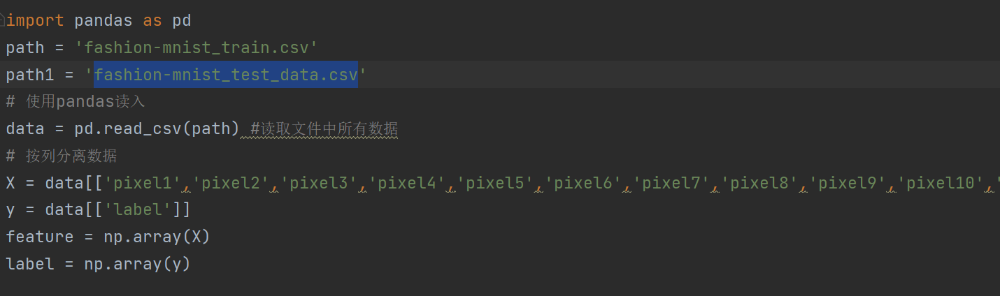 import pandas as pd
path = 'fashion-mnist_train.csv'
path1 = 'fashion-mnist_test_data.csv'
# 使用pandas读入
data = pd.read_csv(path) #读取文件中所有数据
# 按列分离数据
X = data[['pixel1','pixel2','pixel3','pixel4','pixel5','pixel6','pixel7','pixel8','pixel9','pixel10','
y = data[['label']]
feature = np.array(X)
label = np.array(y)